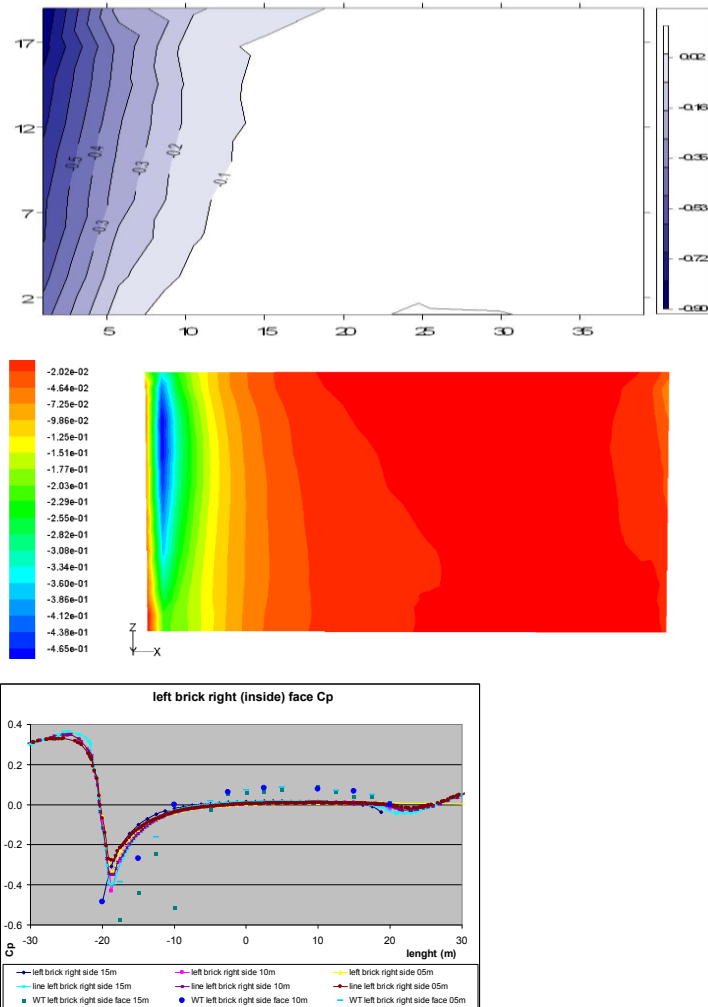 17
12
7
2
-0.5
-0.4
-0.3
-0.2
-0.1
-0.3
5 10 15 20 25 30 35
0.02
-0.16
-0.35
-0.53
-0.72
-0.90
-2.02e-02
-4.64e-02
-7.25e-02
-9.86e-02
-1.25e-01
-1.51e-01
-1.77e-01
-2.03e-01
-2.29e-01
-2.55e-01
-2.82e-01
-3.08e-01
-3.34e-01
-3.60e-01
-3.86e-01
-4.12e-01
-4.38e-01
-4.65e-01
Z
Y X
left brick right (inside) face Cp
0.4
0.2
0.0
-0.2
-0.4
-0.6
-30 -20 -10 0 10 20 30
Cp
lenght (m)
left brick right side 15m left brick right side 10m left brick right side 05m
line left brick right side 15m line left brick right side 10m line left brick right side 05m
WT left brick right side face 15m WT left brick right side face 10m WT left brick right side face 05m